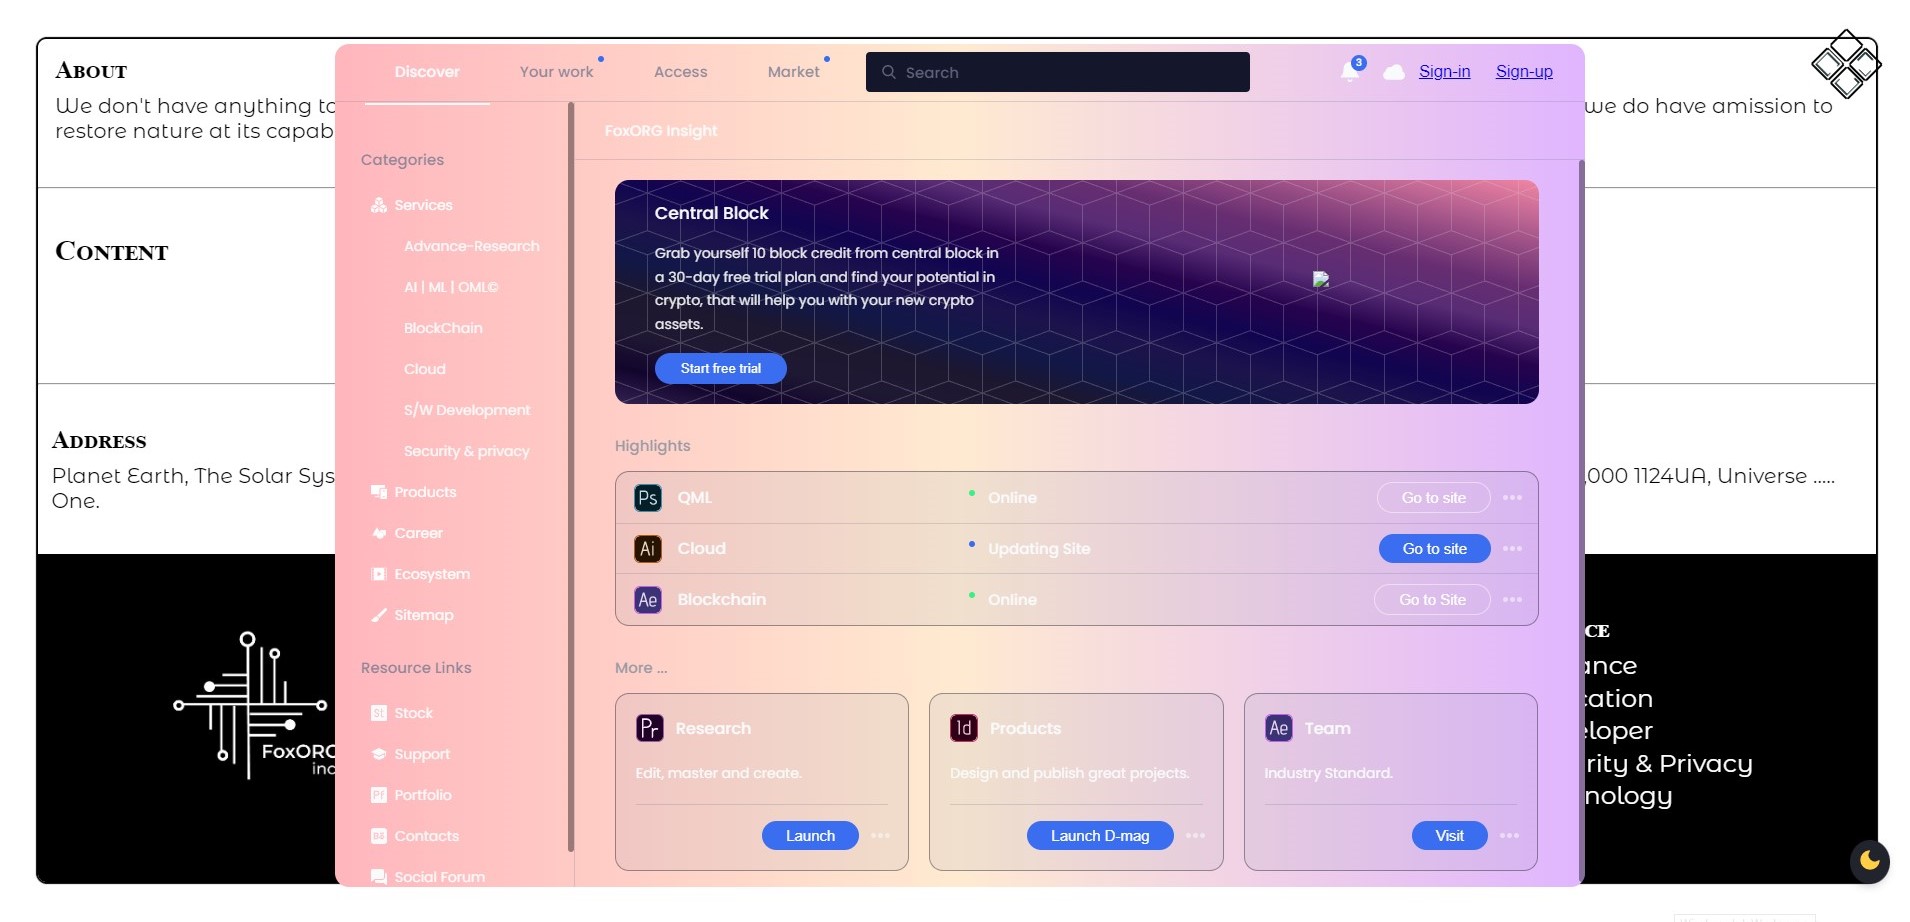 About
We don't have anything to
restore nature at its capab
we do have amission to
Content
Address
Planet Earth, The Solar Sys
One.
,000 1124UA, Universe .....
FoxORG
inc
CE
ance
cation
eloper
rity & Privacy
nology
Discover
Your work
Access
Market
Search
3
Sign-in
Sign-up
FoxORG Insight
Categories
Services
Advance-Research
AI | ML | OML©
BlockChain
Cloud
S/W Development
Security & privacy
Products
Career
Ecosystem
Sitemap
Resource Links
St Stock
Support
Pf Portfolio
Contacts
Social Forum
Central Block
Grab yourself 10 block credit from central block in
a 30-day free trial plan and find your potential in
crypto, that will help you with your new crypto
assets.
Start free trial
Highlights
Ps QML Online Go to site
Ai Cloud Updating Site Go to site
Ae Blockchain Online Go to Site
More ...
Pr Research
Edit, master and create.
Launch
Id Products
Design and publish great projects.
Launch D-mag
Ae Team
Industry Standard.
Visit